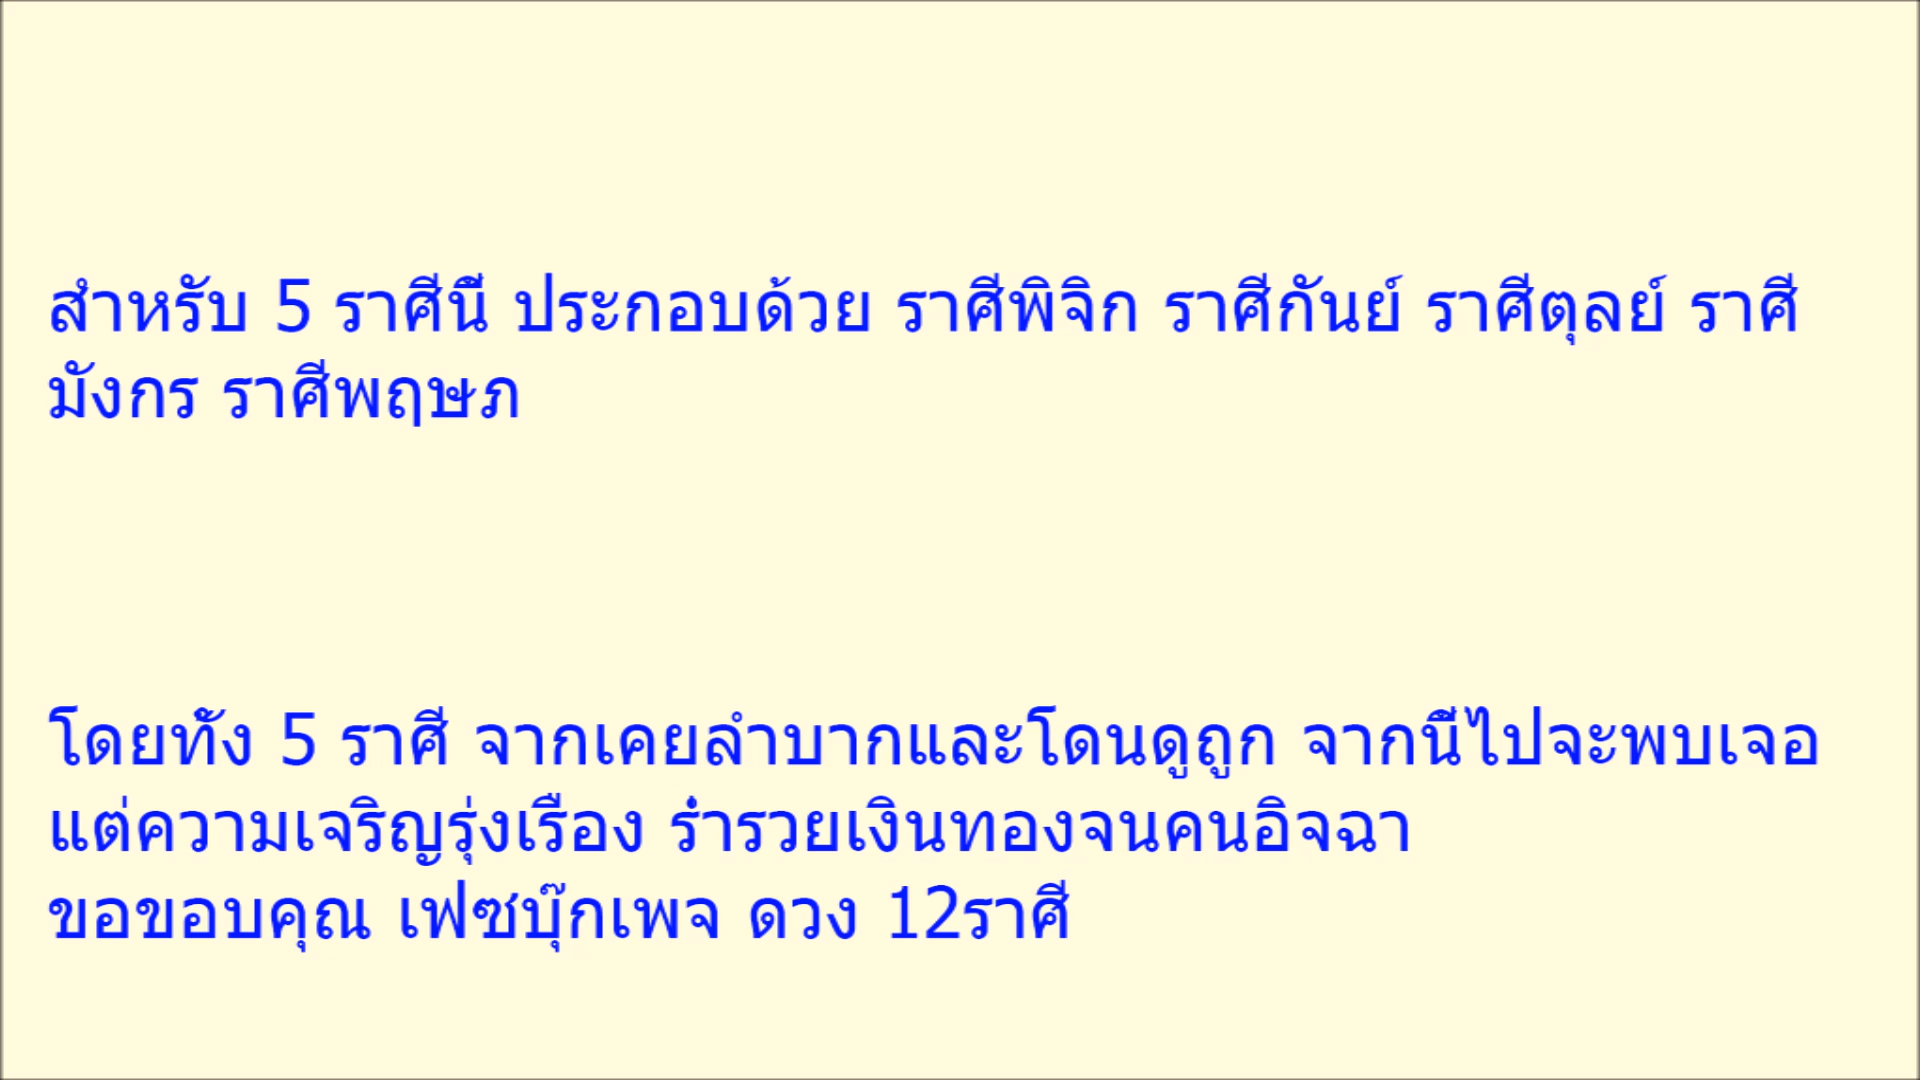 สำหรับ 5 ราศีนี้ ประกอบด้วย ราศีพิจิก ราศีกันย์ ราศีตุลย์ ราศี
มังกร ราศีพฤษภ
โดยทั้ง 5 ราศี จากเคยลำบากและโดนดูถูก จากนี้ไปจะพบเจอ
แต่ความเจริญรุ่งเรือง ร่ำรวยเงินทองจนคนอิจฉา
ขอขอบคุณ เฟซบุ๊กเพจ ดวง 12ราศี